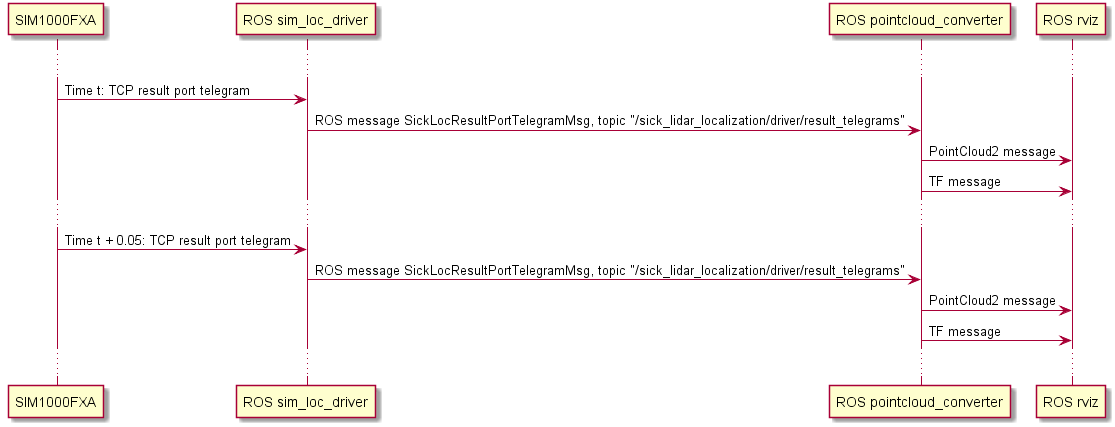 SIM1000FXA
ROS sim_loc_driver
ROS pointcloud_converter
ROS rviz
Time t: TCP result port telegram
ROS message SickLocResultPortTelegramMsg, topic "/sick_lidar_localization/driver/result_telegrams"
PointCloud2 message
TF message
Time t + 0.05: TCP result port telegram
ROS message SickLocResultPortTelegramMsg, topic "/sick_lidar_localization/driver/result_telegrams"
PointCloud2 message
TF message
SIM1000FXA
ROS sim_loc_driver
ROS pointcloud_converter
ROS rviz